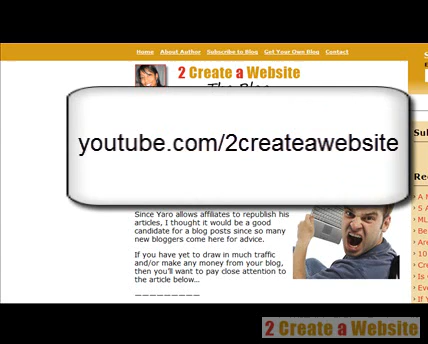 Home About Author Subscribe to Blog Get Your Own Blog Contact
2 Create a Website
The Blog
youtube.com/2createawebsite
Since Yaro allows affiliates to republish his
articles, I thought it would be a good
candidate for a blog posts since so many
new bloggers come here for advice.
If you have yet to draw in much traffic
and/or make any money from your blog,
then you'll want to pay close attention to
the article below...
2 Create a Website